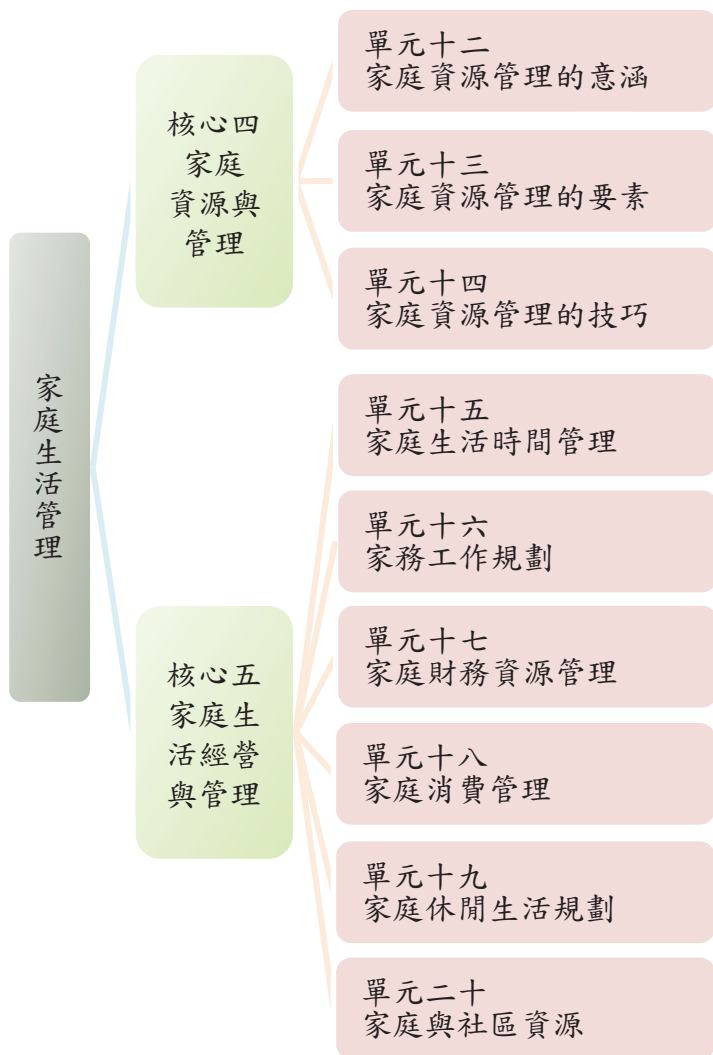 家庭生活管理
核心四
家庭
資源與
管理
單元十二
家庭資源管理的意涵
單元十三
家庭資源管理的要素
單元十四
家庭資源管理的技巧
核心五
家庭生
活經營
與管理
單元十五
家庭生活時間管理
單元十六
家務工作規劃
單元十七
家庭財務資源管理
單元十八
家庭消費管理
單元十九
家庭休閒生活規劃
單元二十
家庭與社區資源